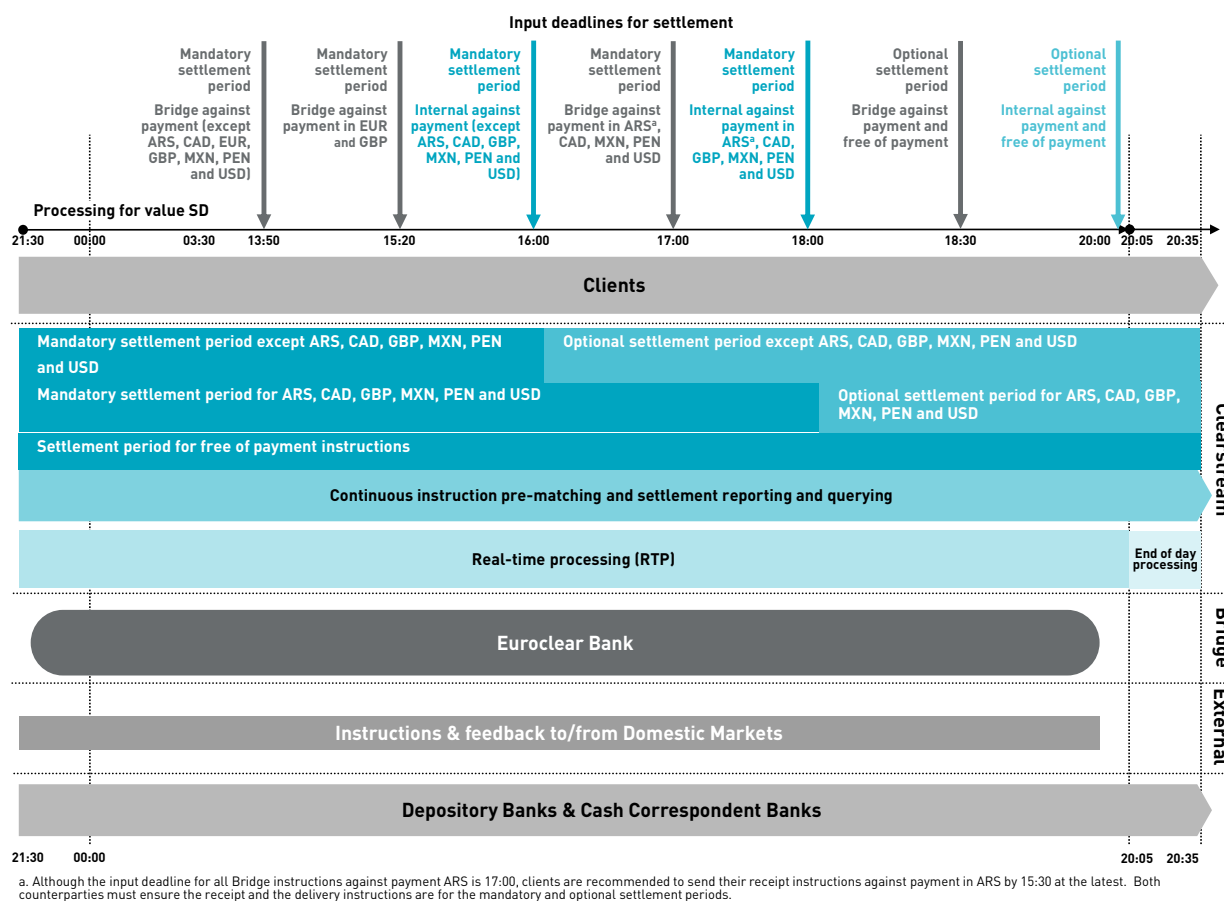 Input deadlines for settlement
Mandatory
settlement
period
Bridge against
payment (except
ARS, CAD, EUR,
GBP, MXN, PEN
and USD)
Mandatory
settlement
period
Bridge against
payment in EUR
and GBP
Mandatory
settlement
period
Internal against
payment (except
ARS, CAD, GBP,
MXN, PEN and
USD)
Mandatory
settlement
period
Bridge against
payment in ARSᵃ,
CAD, MXN, PEN
and USD
Mandatory
settlement
period
Internal against
payment in
ARSᵃ, CAD,
GBP, MXN, PEN
and USD
Optional
settlement
period
Bridge against
payment and
free of payment
Optional
settlement
period
Internal against
payment and
free of payment
Processing for value SD
21:30 00:00 03:30 13:50 15:20 16:00 17:00 18:00 18:30 20:00 20:05 20:35
Clients
Mandatory settlement period except ARS, CAD, GBP, MXN, PEN
and USD
Optional settlement period except ARS, CAD, GBP, MXN, PEN and USD
Mandatory settlement period for ARS, CAD, GBP, MXN, PEN and USD
Optional settlement period for ARS, CAD, GBP,
MXN, PEN and USD
Settlement period for free of payment instructions
Continuous instruction pre-matching and settlement reporting and querying
Real-time processing (RTP)
End of day
processing
Clearstream
Euroclear Bank
Bridge
Instructions & feedback to/from Domestic Markets
External
Depository Banks & Cash Correspondent Banks
21:30 00:00 20:05 20:35
a. Although the input deadline for all Bridge instructions against payment ARS is 17:00, clients are recommended to send their receipt instructions against payment in ARS by 15:30 at the latest. Both
counterparties must ensure the receipt and the delivery instructions are for the mandatory and optional settlement periods.